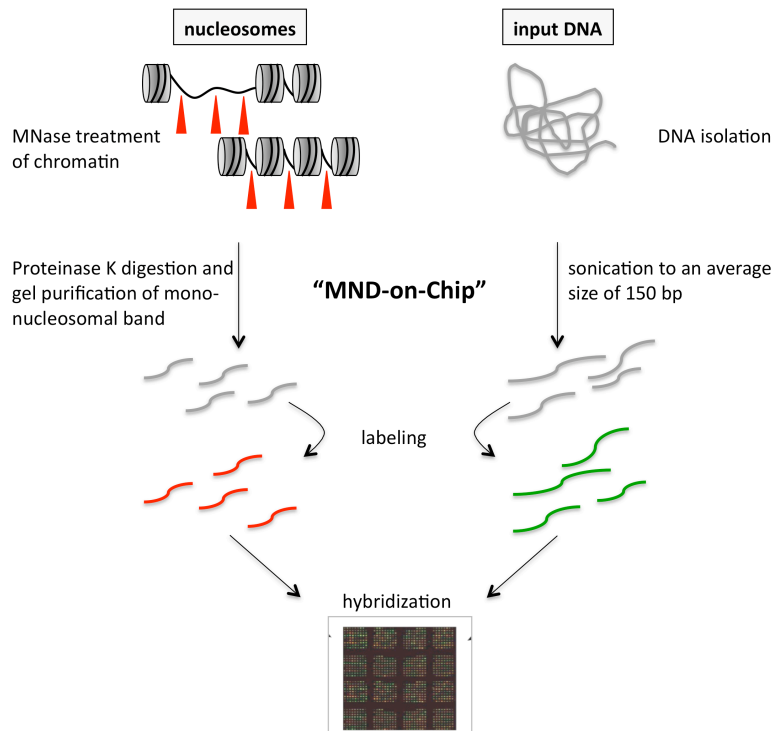 nucleosomes
input DNA
MNase treatment
of chromatin
DNA isolation
Proteinase K digestion and
gel purification of mono-
nucleosomal band
“MND-on-Chip”
sonication to an average
size of 150 bp
labeling
hybridization